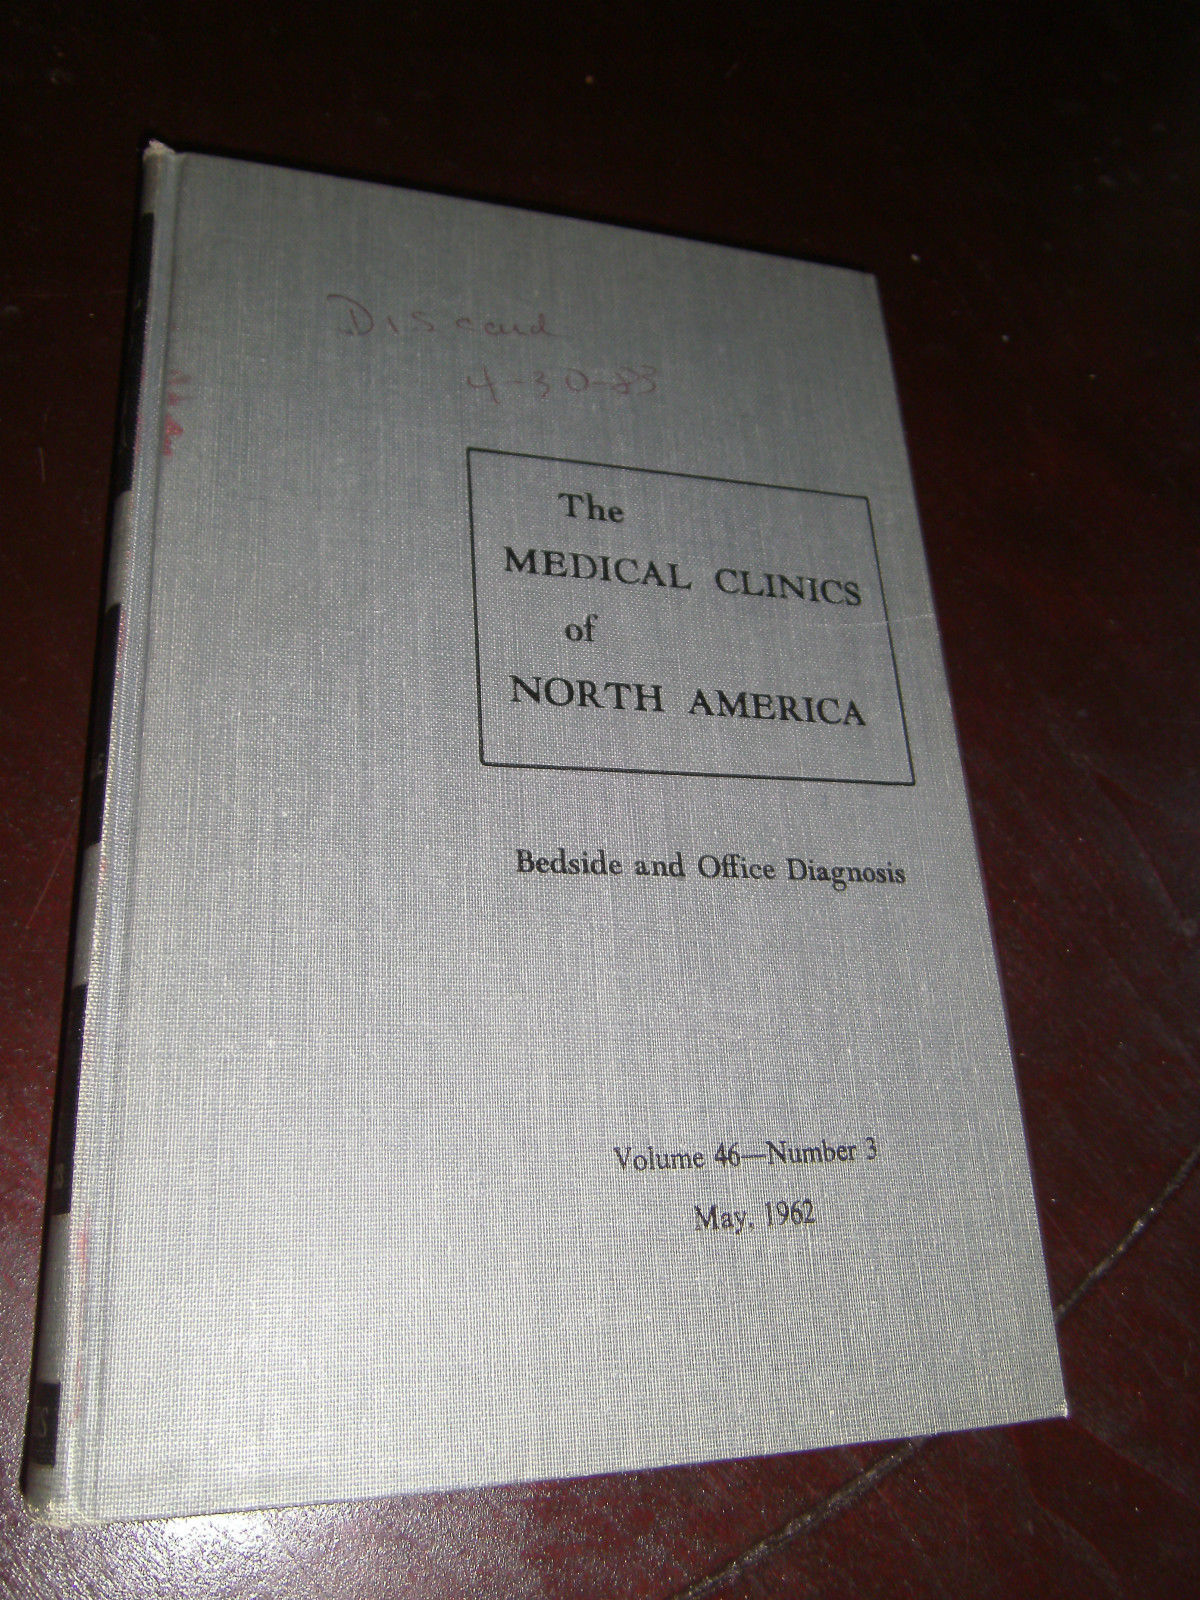 Discard
4-30-83
The
MEDICAL CLINICS
of
NORTH AMERICA
Bedside and Office Diagnosis
Volume 46—Number 3
May, 1962